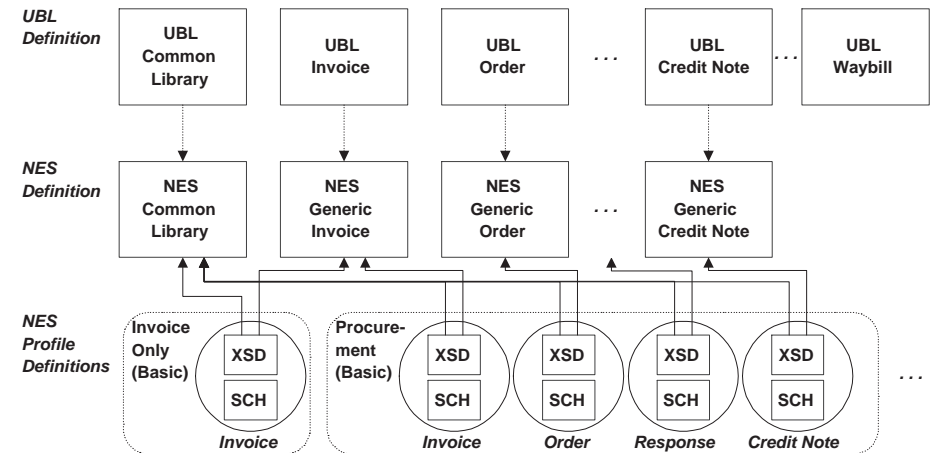 UBL
Definition
UBL
Common
Library
UBL
Invoice
UBL
Order
...
UBL
Credit Note
...
UBL
Waybill
NES
Definition
NES
Common
Library
NES
Generic
Invoice
NES
Generic
Order
...
NES
Generic
Credit Note
NES
Profile
Definitions
Invoice
Only
(Basic)
XSD
SCH
Invoice
Procure-
ment
(Basic)
XSD
SCH
Invoice
XSD
SCH
Order
XSD
SCH
Response
XSD
SCH
Credit Note
...